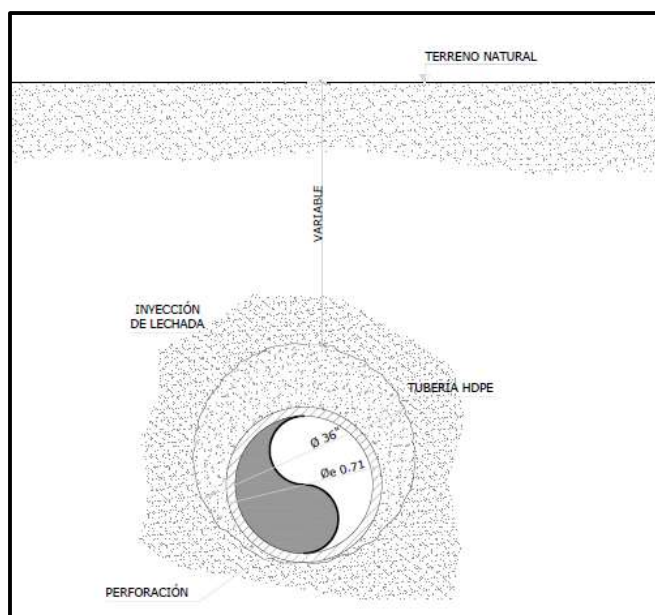 TERRENO NATURAL
VARIABLE
INYECCIÓN
DE LECHADA
TUBERÍA HDPE
Ø 36"
Øe 0.71
PERFORACIÓN